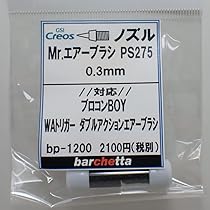 GSI Creos ノズル
Mr.エアーブラシ PS275
0.3mm
//対応//
プロコンBOY
WAトリガー ダブルアクションエアーブラシ
bp-1200 2100円(税別)
barchetta